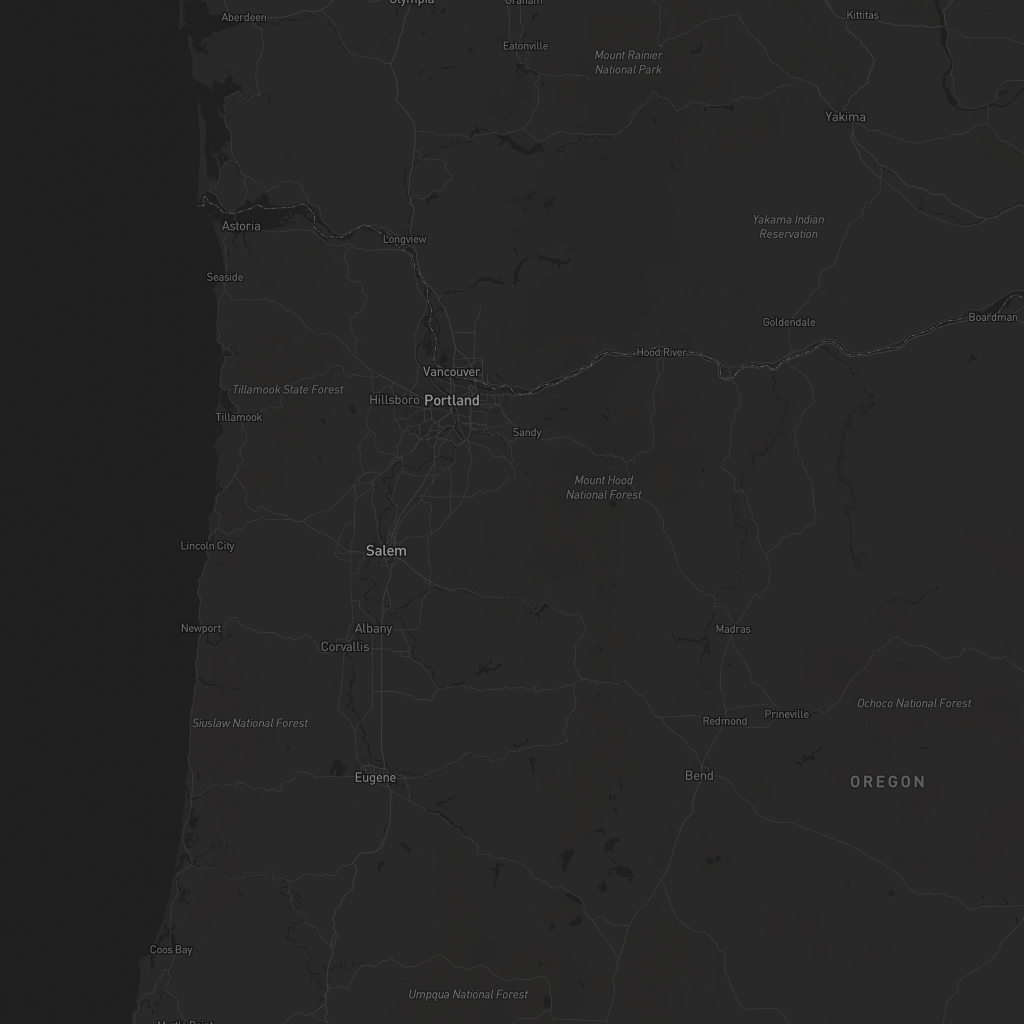 Olympia
Graham
Aberdeen
Kittitas
Eatonville
Mount Rainier
National Park
Yakima
Yakama Indian
Reservation
Astoria
Longview
Seaside
Boardman
Goldendale
Hood River
Vancouver
Tillamook State Forest
Hillsboro
Portland
Tillamook
Sandy
Mount Hood
National Forest
Lincoln City
Salem
Newport
Albany
Madras
Corvallis
Ochoco National Forest
Prineville
Siuslaw National Forest
Redmond
Eugene
Bend
OREGON
Coos Bay
Umpqua National Forest
Myrtle Point